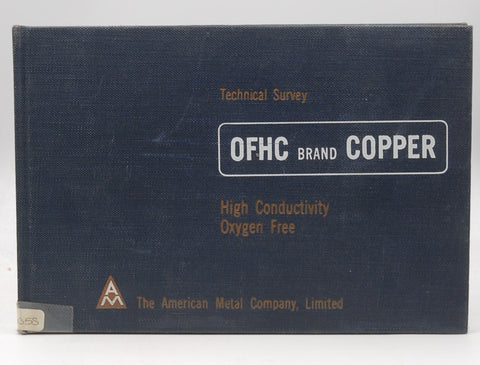 Technical Survey
OFHC BRAND COPPER
High Conductivity
Oxygen Free
AM
The American Metal Company, Limited